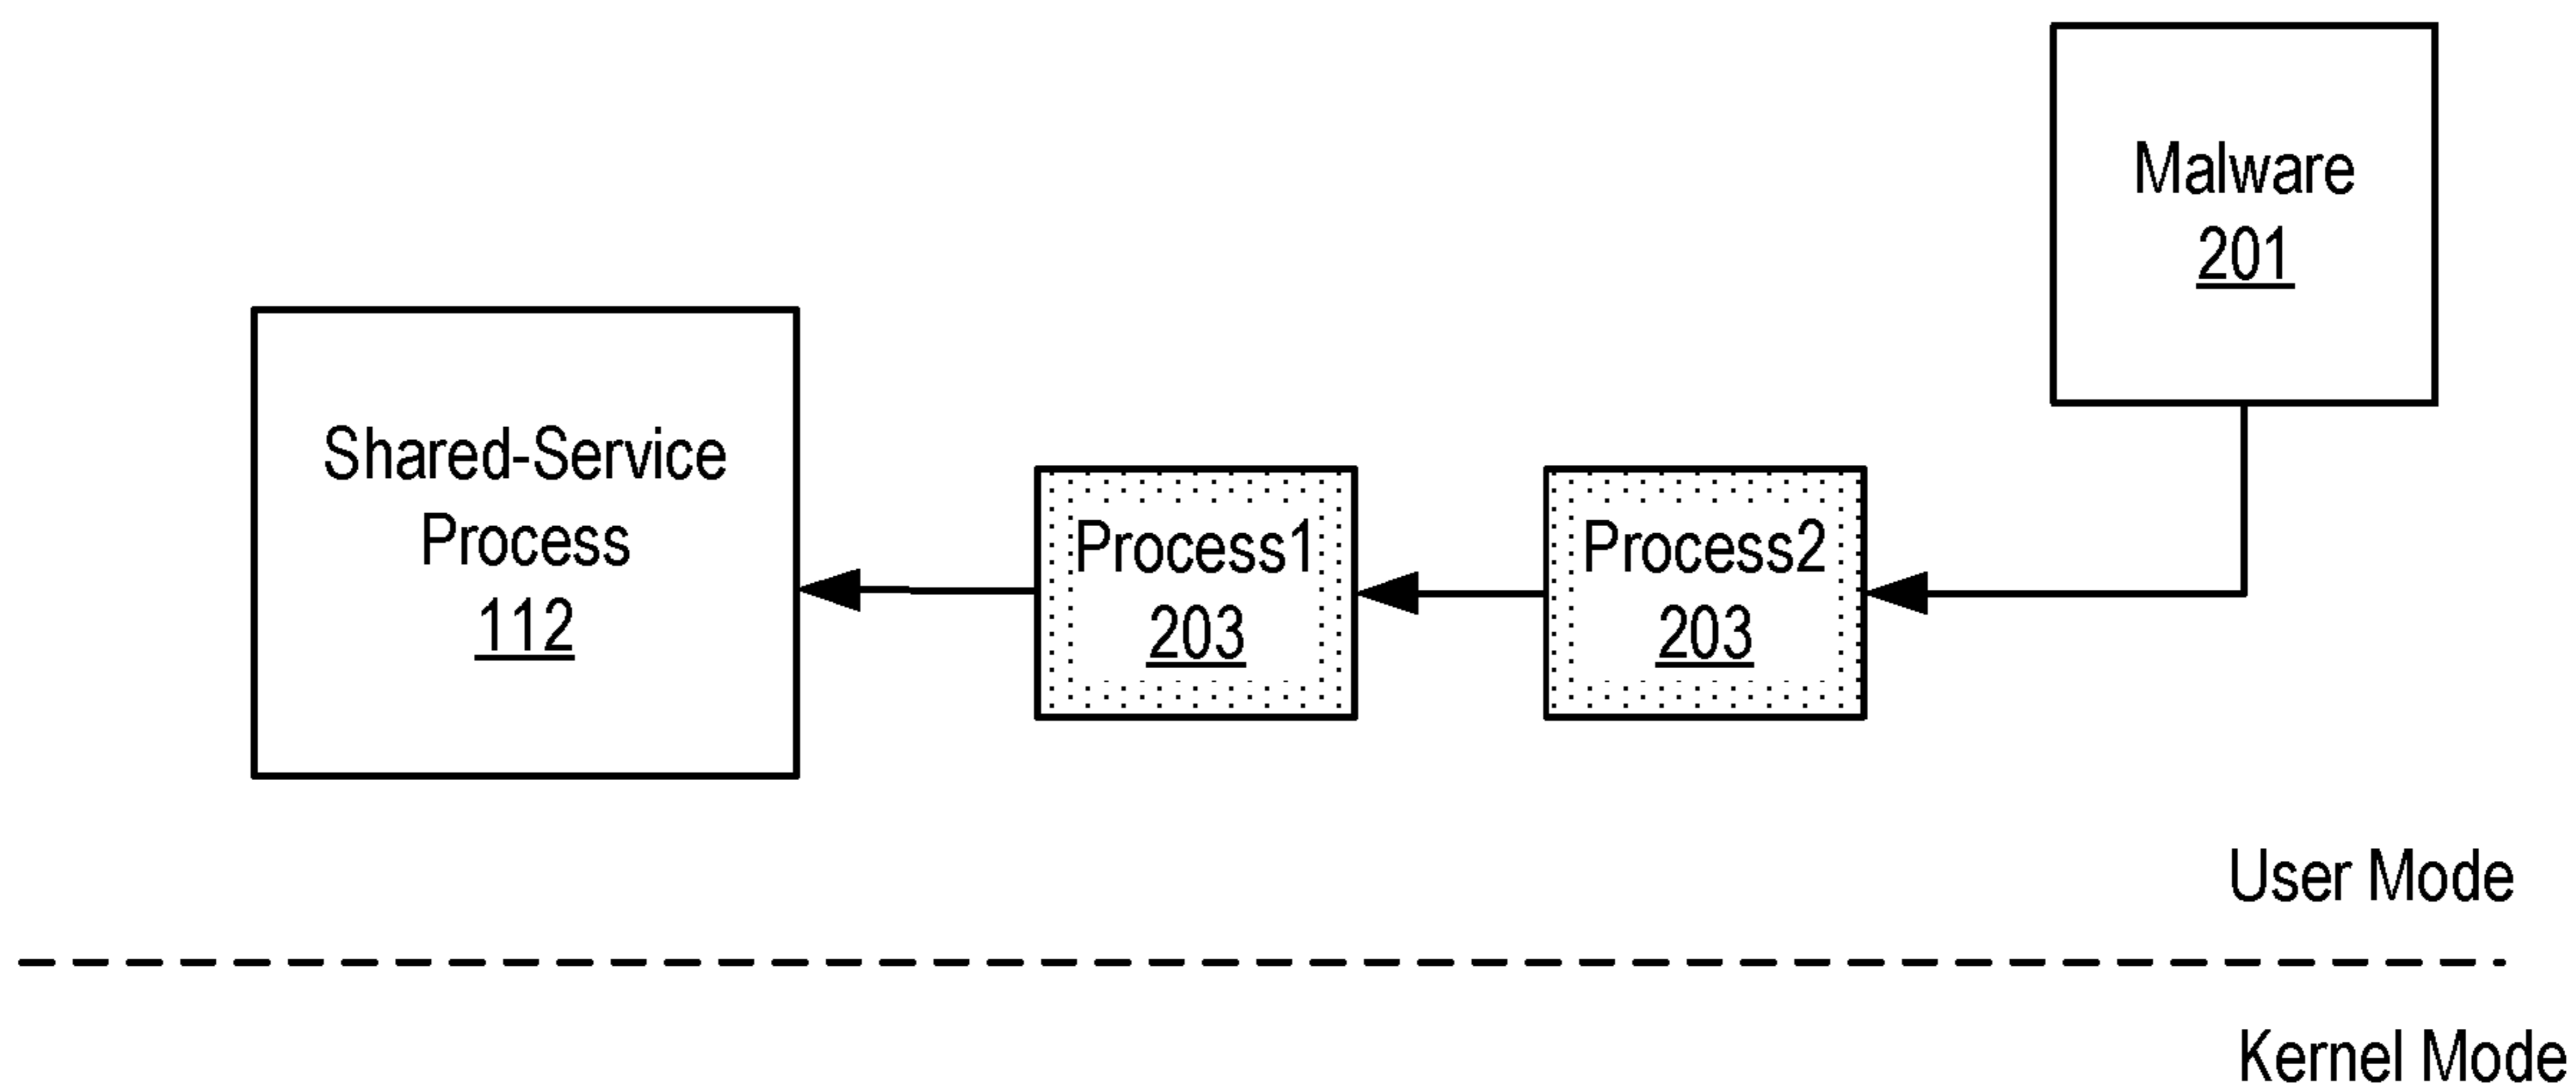 Malware
201
Shared-Service
Process
112
Process1
203
Process2
203
User Mode
Kernel Mode